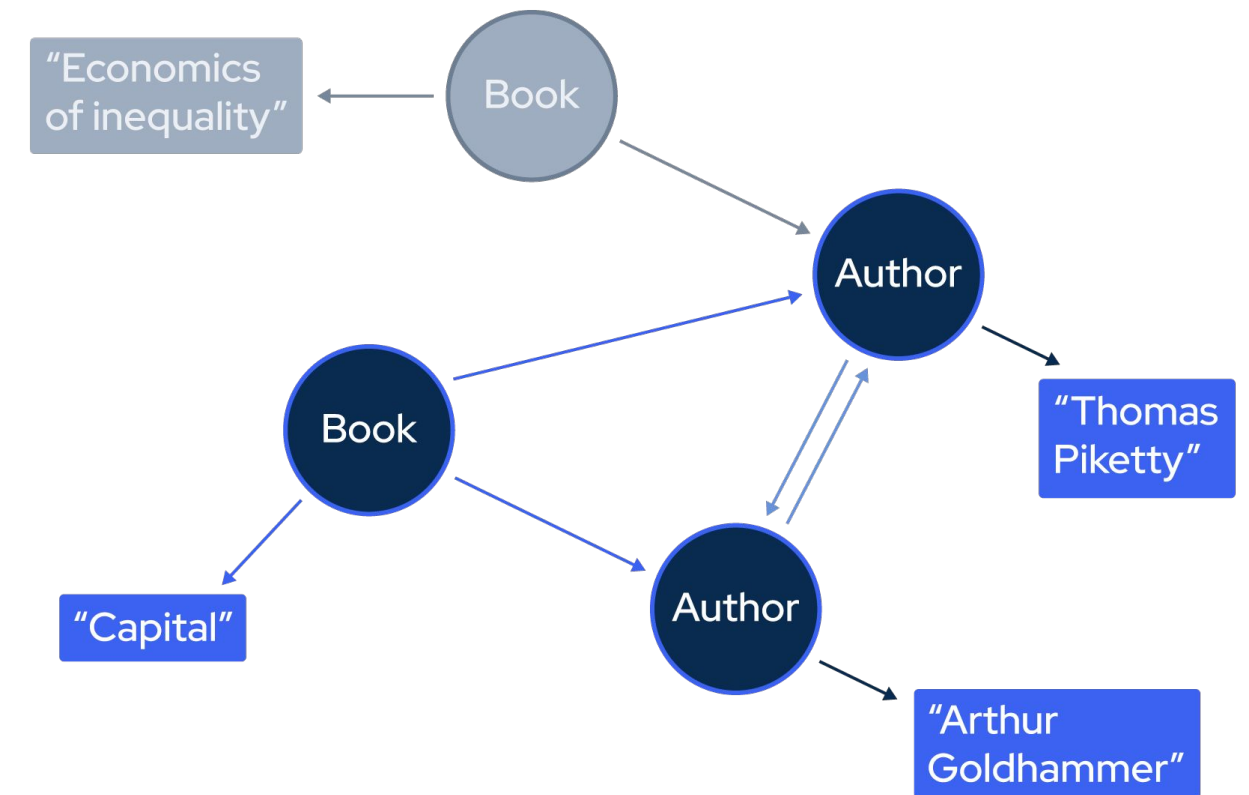 “Economics
of inequality”
Book
Author
“Thomas
Piketty”
Book
“Capital”
Author
“Arthur
Goldhammer”